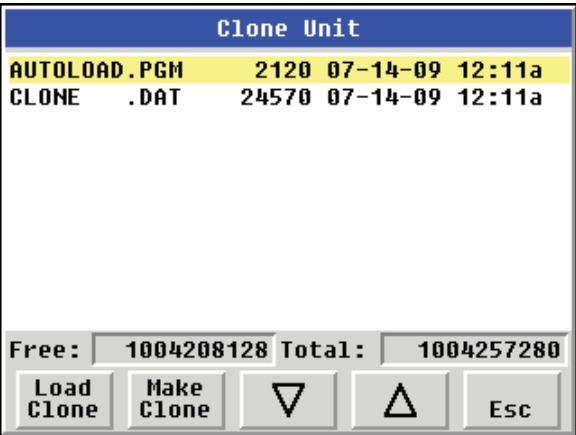 Clone Unit
AUTOLOAD.PGM 2120 07-14-09 12:11a
CLONE .DAT 24570 07-14-09 12:11a
Free: 1004208128 Total: 1004257280
Load Clone Make Clone Esc